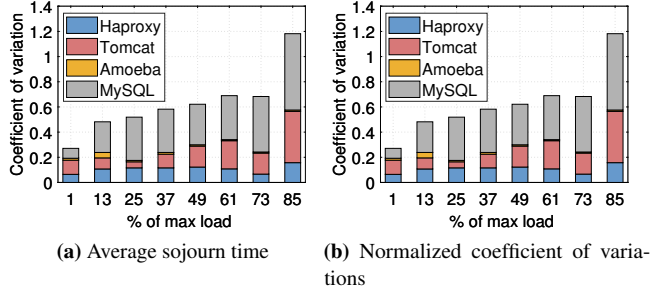 1.4
1.2
1
0.8
0.6
0.4
0.2
0
Coefficient of variation
Haproxy
Tomcat
Amoeba
MySQL
1 13 25 37 49 61 73 85
% of max load
(a) Average sojourn time
1.4
1.2
1
0.8
0.6
0.4
0.2
0
Coefficient of variation
Haproxy
Tomcat
Amoeba
MySQL
1 13 25 37 49 61 73 85
% of max load
(b) Normalized coefficient of varia-
tions